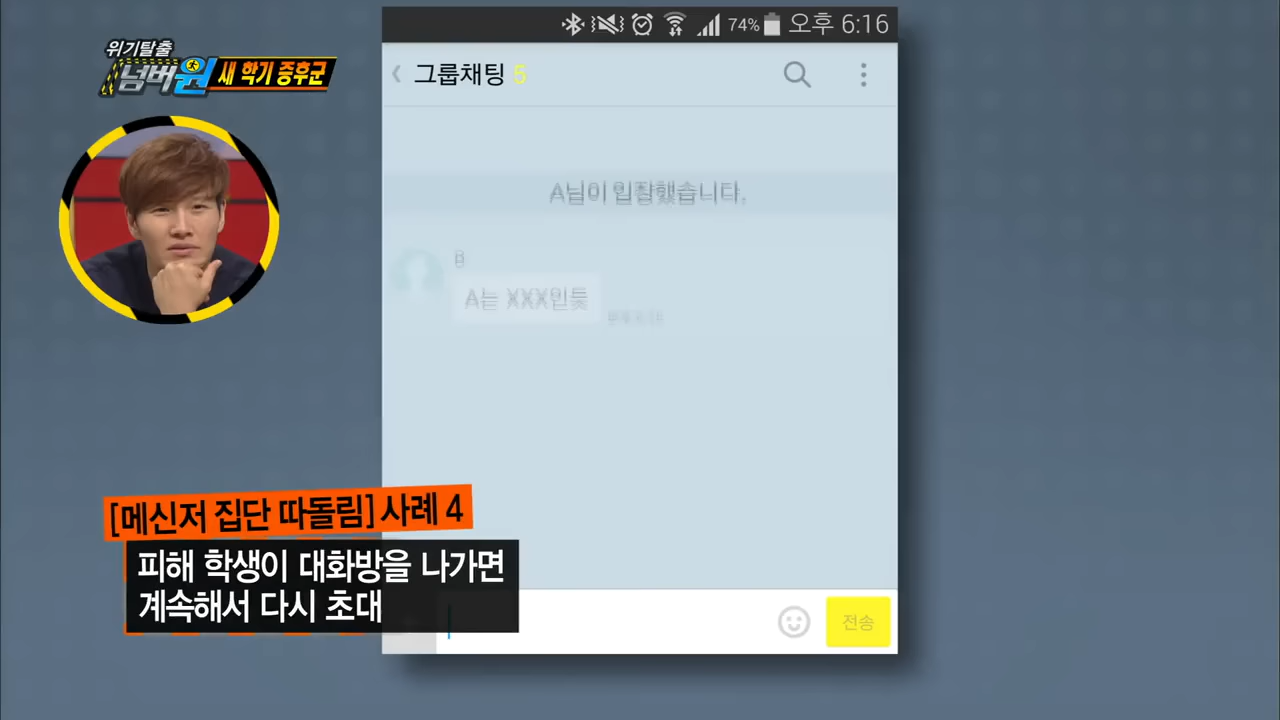 위기탈출
넘버원 새 학기 증후군
74% 오후 6:16
그룹채팅 5
A님이 입장했습니다.
B
A는 XXX인듯
[메신저 집단 따돌림] 사례 4
피해 학생이 대화방을 나가면
계속해서 다시 초대
전송